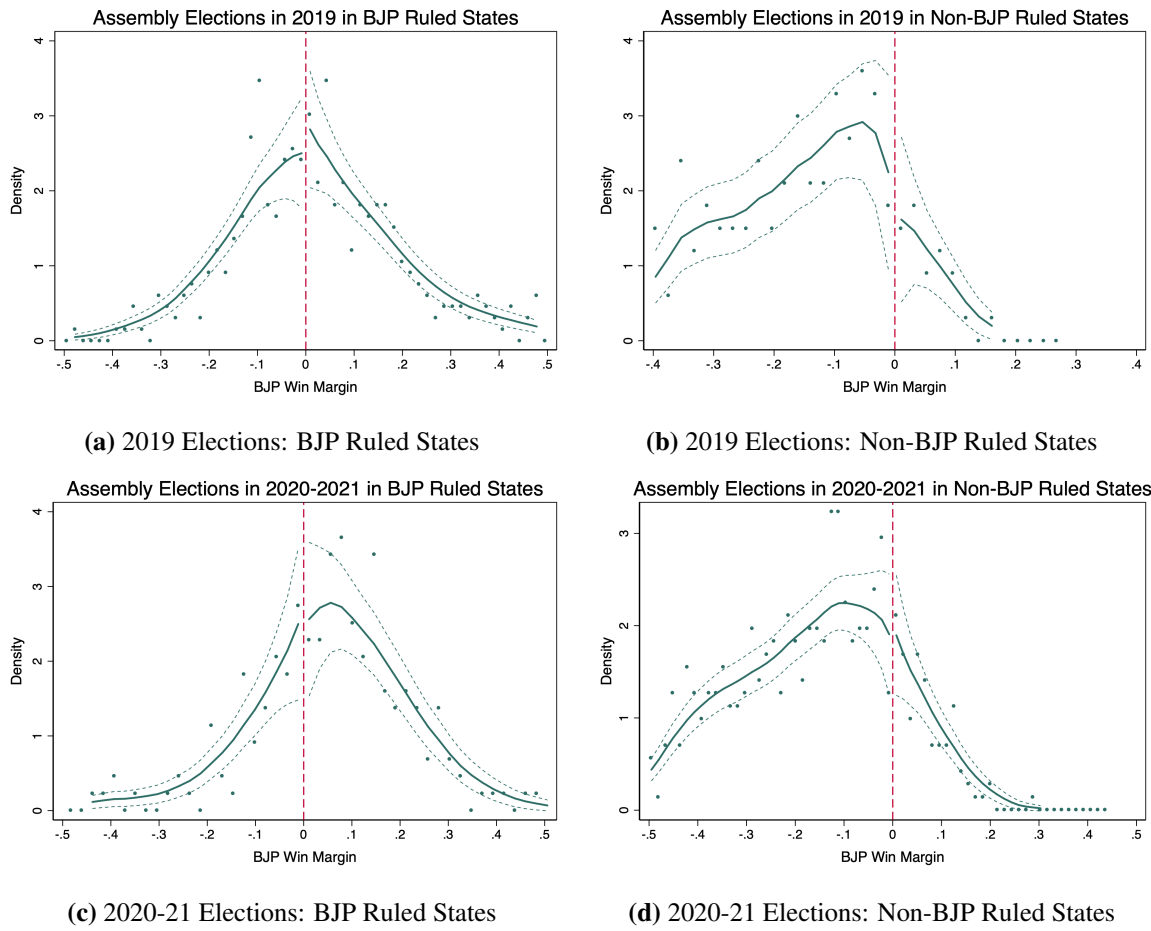 Assembly Elections in 2019 in BJP Ruled States
4
3
2
1
0
Density
-.5 -.4 -.3 -.2 -.1 0 .1 .2 .3 .4 .5
BJP Win Margin
(a) 2019 Elections: BJP Ruled States
Assembly Elections in 2019 in Non-BJP Ruled States
4
3
2
1
0
Density
-.4 -.3 -.2 -.1 0 .1 .2 .3 .4
BJP Win Margin
(b) 2019 Elections: Non-BJP Ruled States
Assembly Elections in 2020-2021 in BJP Ruled States
4
3
2
1
0
Density
-.5 -.4 -.3 -.2 -.1 0 .1 .2 .3 .4 .5
BJP Win Margin
(c) 2020-21 Elections: BJP Ruled States
Assembly Elections in 2020-2021 in Non-BJP Ruled States
3
2
1
0
Density
-.5 -.4 -.3 -.2 -.1 0 .1 .2 .3 .4 .5
BJP Win Margin
(d) 2020-21 Elections: Non-BJP Ruled States